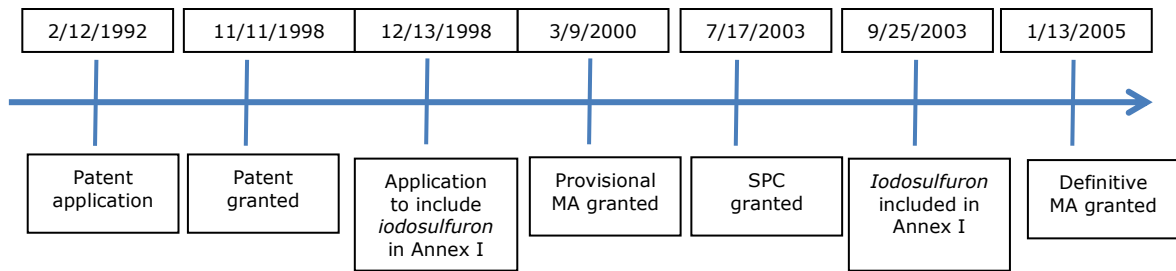 2/12/1992
11/11/1998
12/13/1998
3/9/2000
7/17/2003
9/25/2003
1/13/2005
Patent
application
Patent
granted
Application
to include
iodosulfuron
in Annex I
Provisional
MA granted
SPC
granted
Iodosulfuron
included in
Annex I
Definitive
MA granted